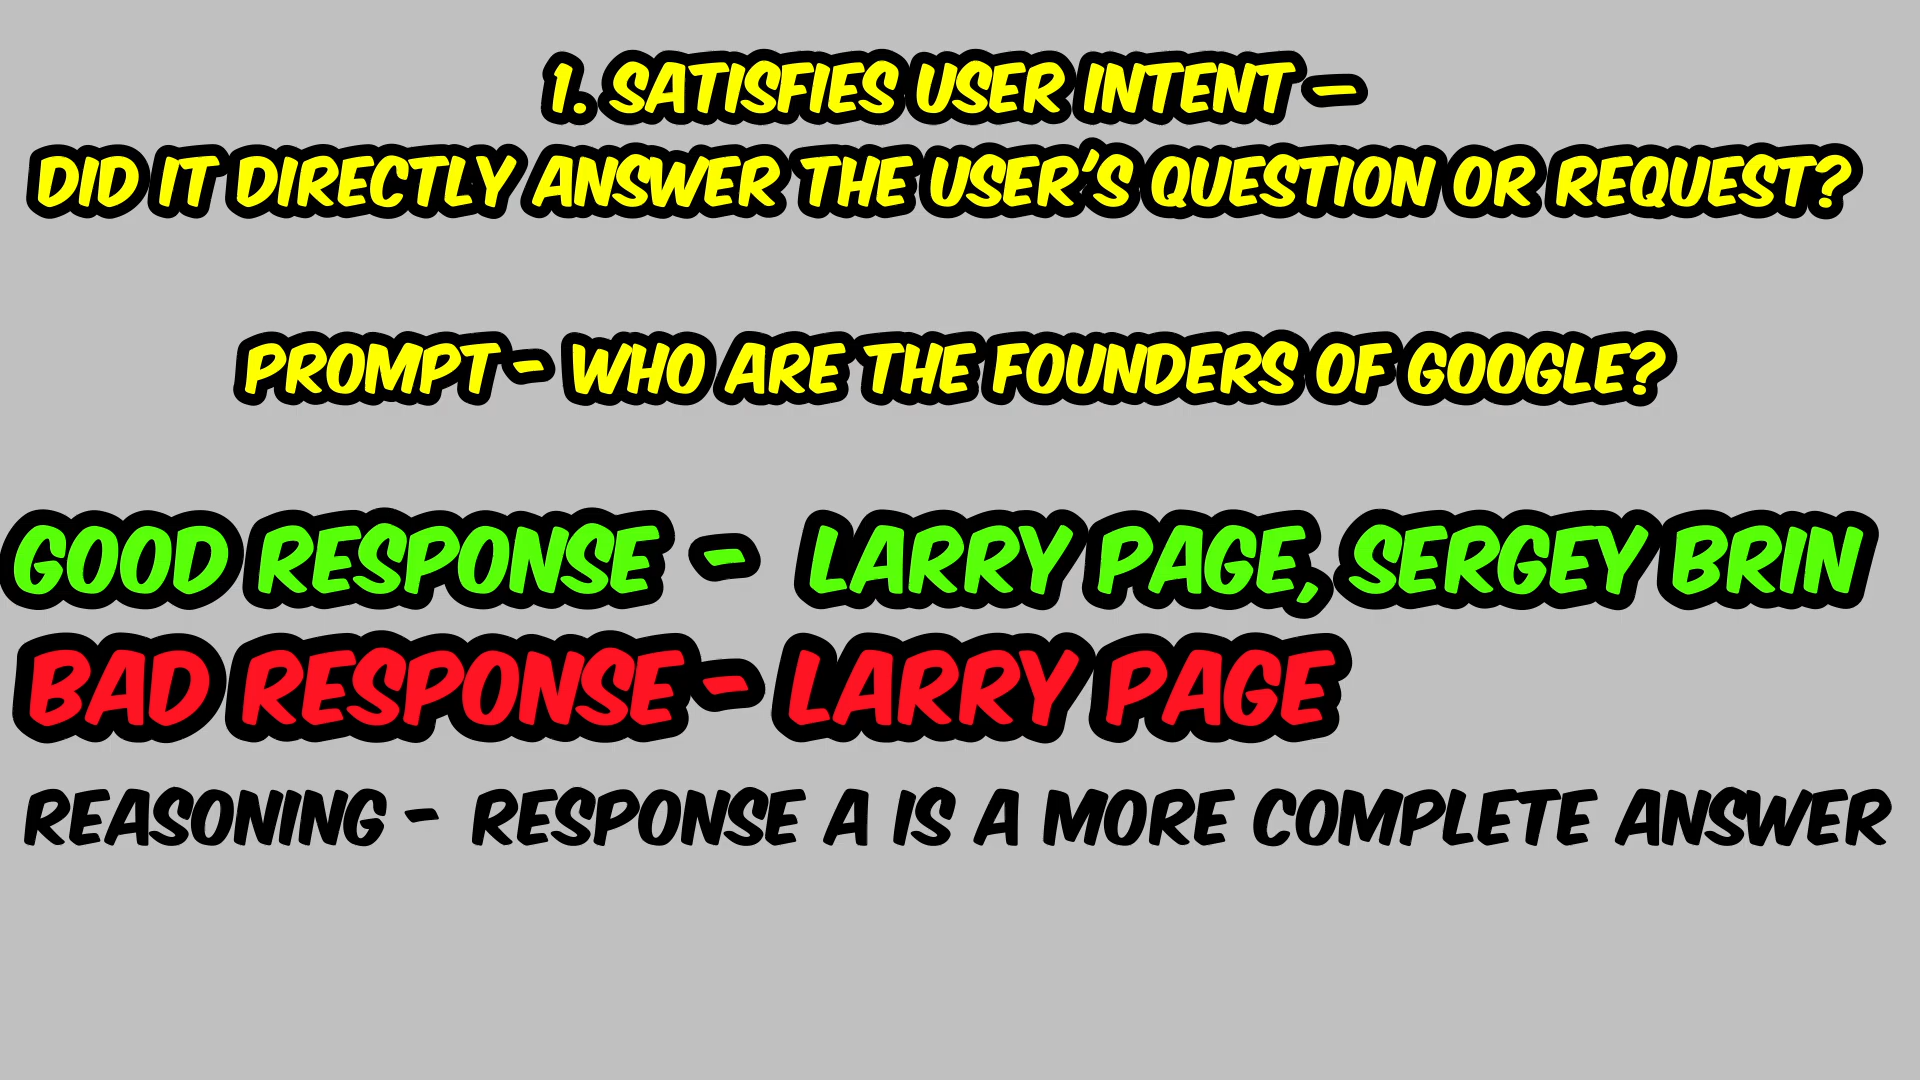 1. SATISFIES USER INTENT –
DID IT DIRECTLY ANSWER THE USER'S QUESTION OR REQUEST?
PROMPT - WHO ARE THE FOUNDERS OF GOOGLE?
GOOD RESPONSE - LARRY PAGE, SERGEY BRIN
BAD RESPONSE - LARRY PAGE
REASONING - RESPONSE A IS A MORE COMPLETE ANSWER